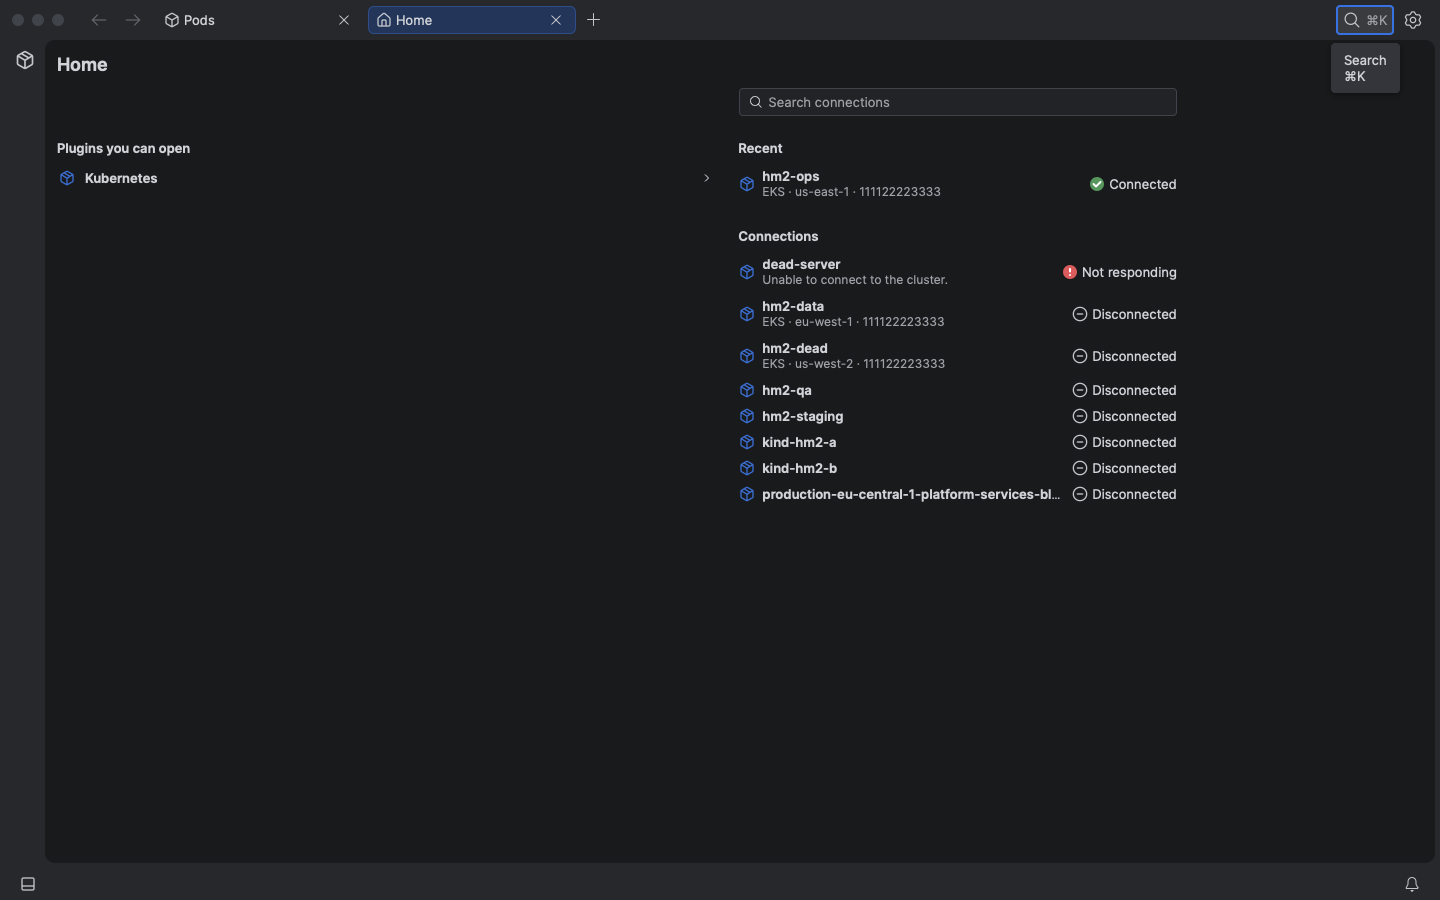 Pods
Home
⌘K
Search
⌘K
Home
Search connections
Plugins you can open
Kubernetes
Recent
hm2-ops
EKS · us-east-1 · 111122223333
Connected
Connections
dead-server
Unable to connect to the cluster.
Not responding
hm2-data
EKS · eu-west-1 · 111122223333
Disconnected
hm2-dead
EKS · us-west-2 · 111122223333
Disconnected
hm2-qa
Disconnected
hm2-staging
Disconnected
kind-hm2-a
Disconnected
kind-hm2-b
Disconnected
production-eu-central-1-platform-services-bl...
Disconnected